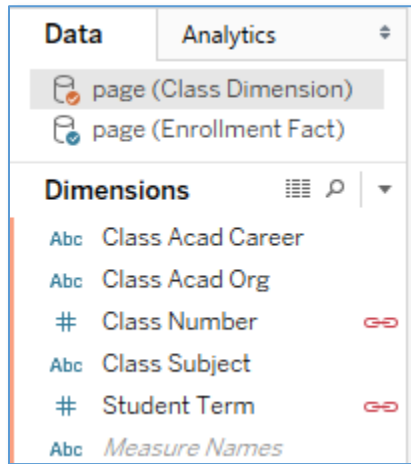 Data Analytics
page (Class Dimension)
page (Enrollment Fact)
Dimensions
Abc Class Acad Career
Abc Class Acad Org
# Class Number
Abc Class Subject
# Student Term
Abc Measure Names